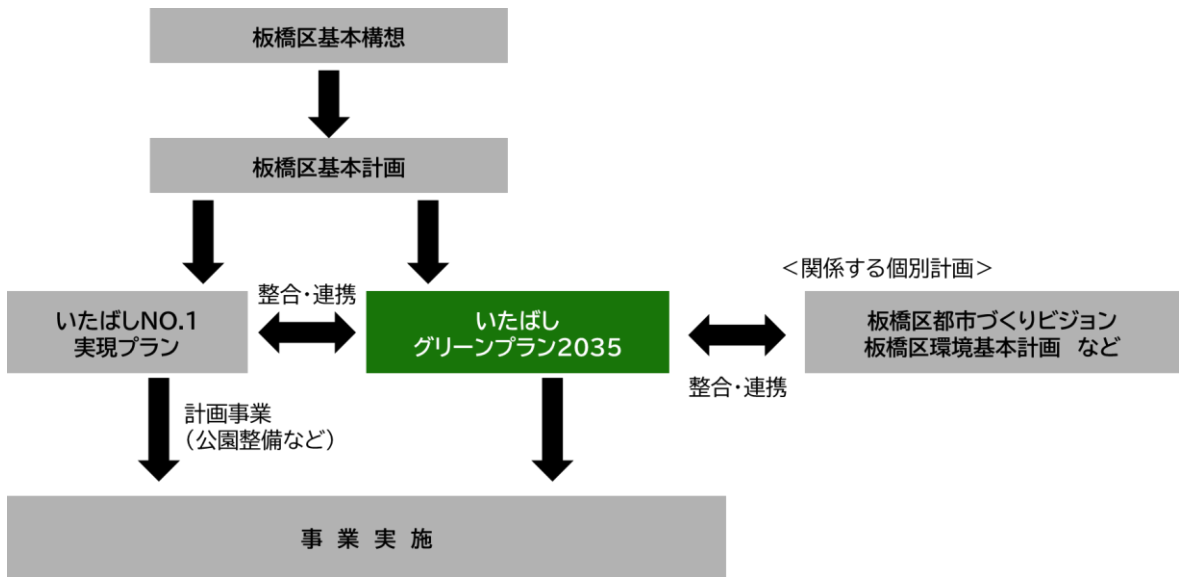 板橋区基本構想
板橋区基本計画
＜関係する個別計画＞
整合・連携
いたばしNO.1
実現プラン
いたばし
グリーンプラン2035
板橋区都市づくりビジョン
板橋区環境基本計画 など
整合・連携
計画事業
（公園整備など）
事 業 実 施